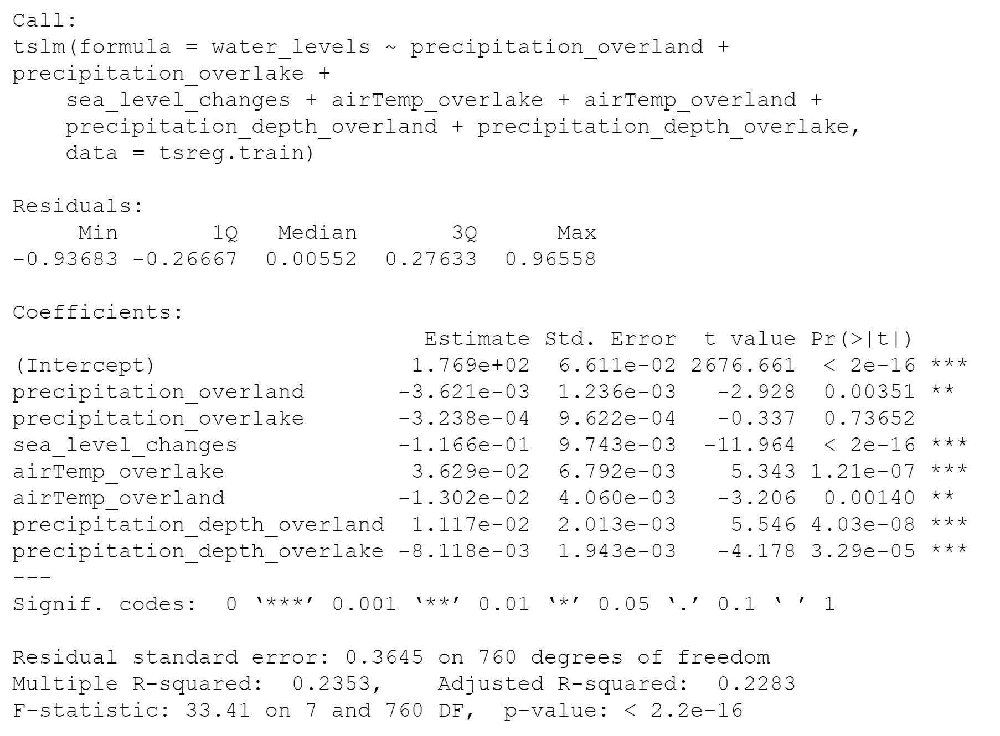 Call:
tslm(formula = water_levels ~ precipitation_overland +
precipitation_overlake +
    sea_level_changes + airTemp_overlake + airTemp_overland +
    precipitation_depth_overland + precipitation_depth_overlake,
    data = tsreg.train)

Residuals:
     Min       1Q   Median       3Q      Max
-0.93683 -0.26667  0.00552  0.27633  0.96558

Coefficients:
                               Estimate Std. Error  t value Pr(>|t|)
(Intercept)                   1.769e+02  6.611e-02 2676.661  < 2e-16 ***
precipitation_overland       -3.621e-03  1.236e-03   -2.928  0.00351 **
precipitation_overlake       -3.238e-04  9.622e-04   -0.337  0.73652
sea_level_changes            -1.166e-01  9.743e-03  -11.964  < 2e-16 ***
airTemp_overlake              3.629e-02  6.792e-03    5.343 1.21e-07 ***
airTemp_overland             -1.302e-02  4.060e-03   -3.206  0.00140 **
precipitation_depth_overland  1.117e-02  2.013e-03    5.546 4.03e-08 ***
precipitation_depth_overlake -8.118e-03  1.943e-03   -4.178 3.29e-05 ***
---
Signif. codes:  0 ‘***’ 0.001 ‘**’ 0.01 ‘*’ 0.05 ‘.’ 0.1 ‘ ’ 1

Residual standard error: 0.3645 on 760 degrees of freedom
Multiple R-squared:  0.2353,    Adjusted R-squared:  0.2283
F-statistic: 33.41 on 7 and 760 DF,  p-value: < 2.2e-16